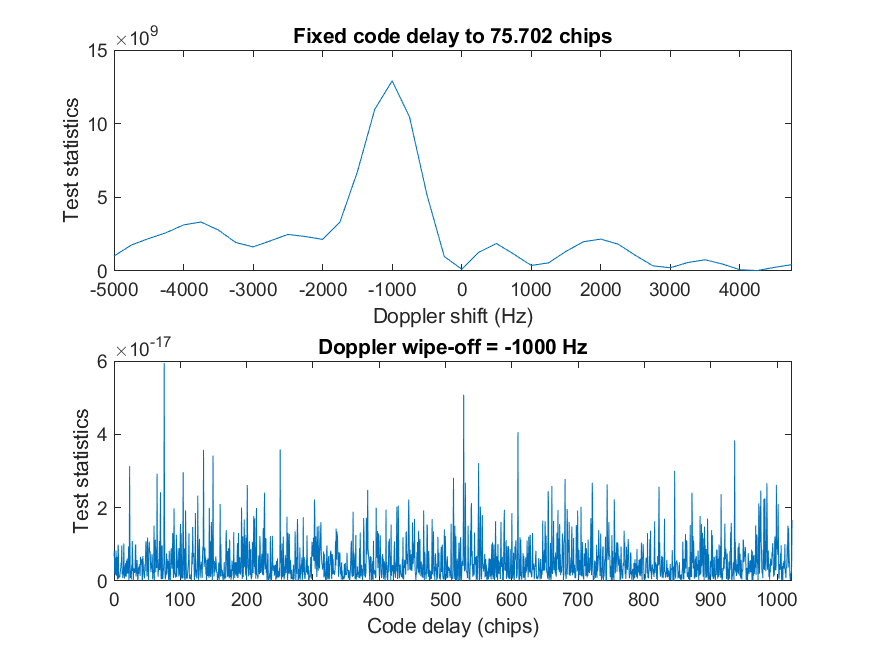 ×10^9
Fixed code delay to 75.702 chips
15
10
5
0
Test statistics
-5000 -4000 -3000 -2000 -1000 0 1000 2000 3000 4000
Doppler shift (Hz)
×10^-17
Doppler wipe-off = -1000 Hz
6
4
2
0
Test statistics
0 100 200 300 400 500 600 700 800 900 1000
Code delay (chips)